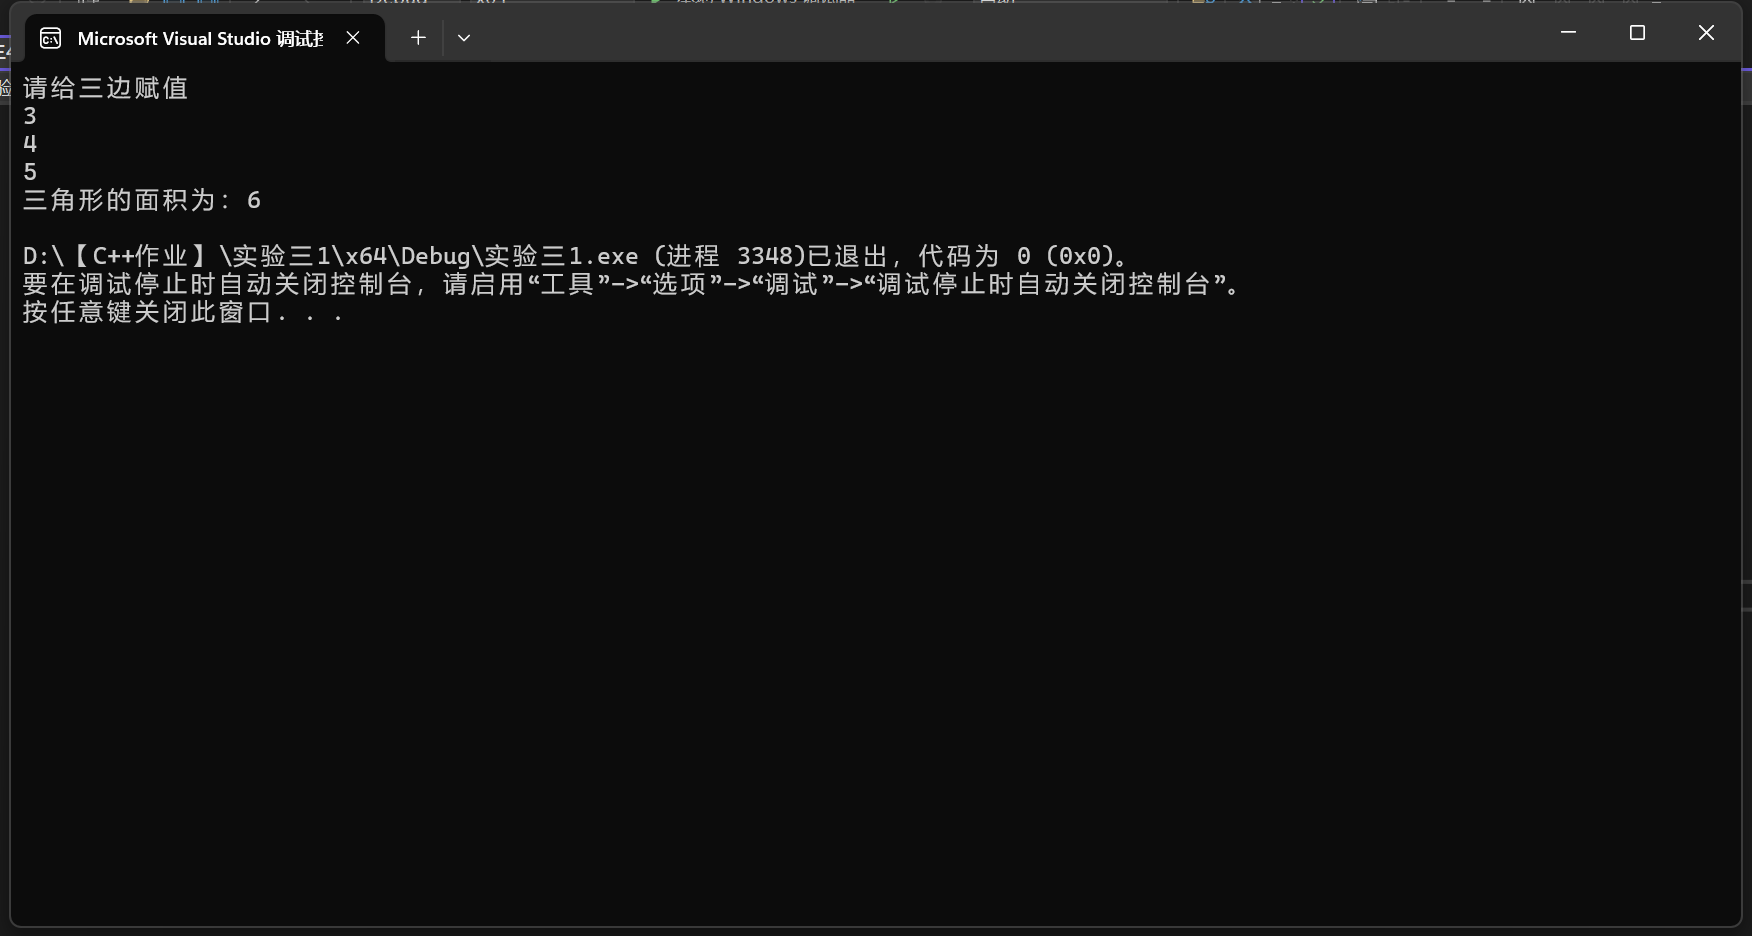 Microsoft Visual Studio 调试
请给三边赋值
3
4
5
三角形的面积为：6
D:\【C++作业】\实验三1\x64\Debug\实验三1.exe (进程 3348)已退出，代码为 0 (0x0)。
要在调试停止时自动关闭控制台，请启用“工具”->“选项”->“调试”->“调试停止时自动关闭控制台”。
按任意键关闭此窗口. . .